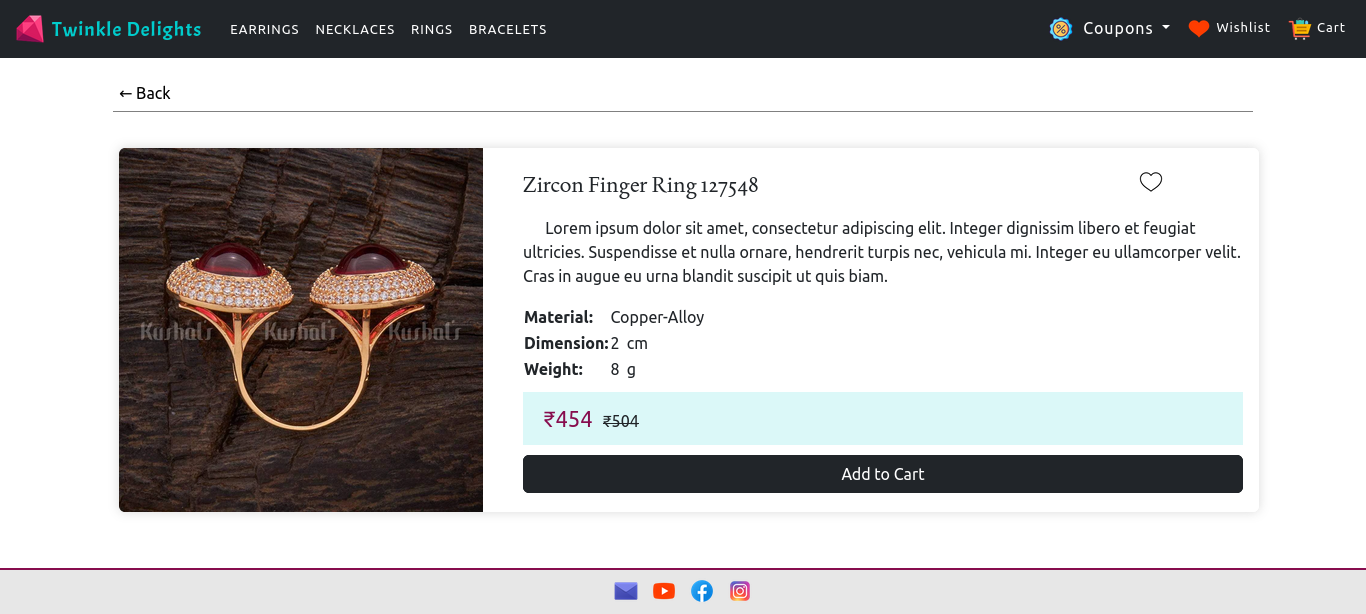 Twinkle Delights EARRINGS NECKLACES RINGS BRACELETS Coupons Wishlist Cart
← Back
Zircon Finger Ring 127548
Lorem ipsum dolor sit amet, consectetur adipiscing elit. Integer dignissim libero et feugiat
ultricies. Suspendisse et nulla ornare, hendrerit turpis nec, vehicula mi. Integer eu ullamcorper velit.
Cras in augue eu urna blandit suscipit ut quis biam.
Material: Copper-Alloy
Dimension: 2 cm
Weight: 8 g
Kushal's Kushal's Kushal's
₹454 ₹504
Add to Cart